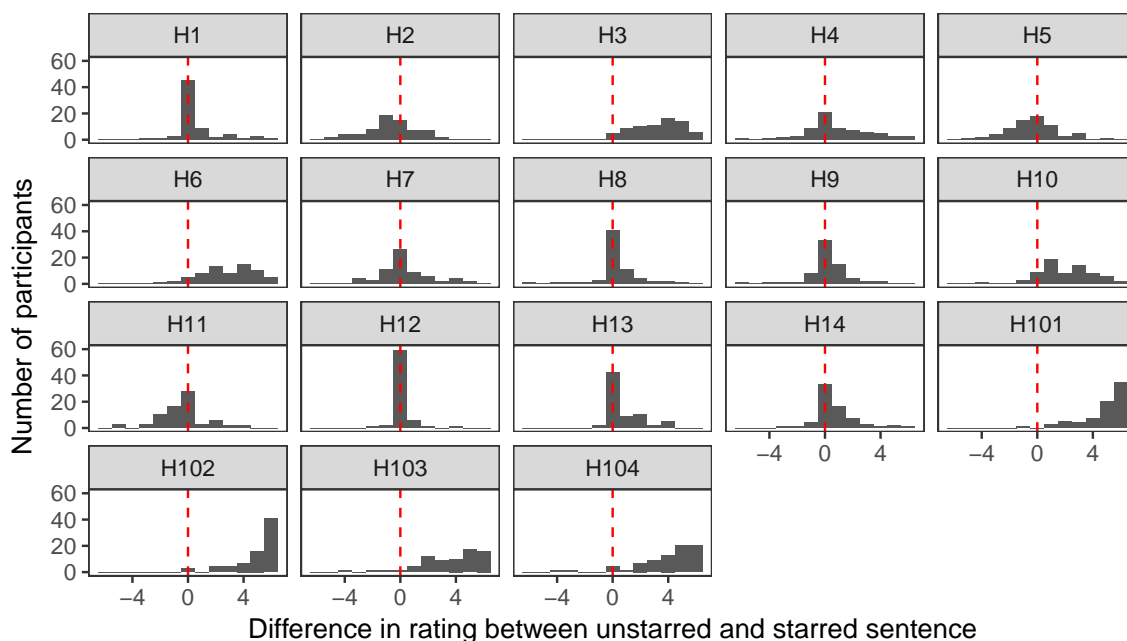 H1 H2 H3 H4 H5
60
40
20
0
H6 H7 H8 H9 H10
60
40
20
0
H11 H12 H13 H14 H101
60
40
20
0
−4 0 4 −4 0 4
H102 H103 H104
60
40
20
0
−4 0 4 −4 0 4 −4 0 4
Number of participants
Difference in rating between unstarred and starred sentence